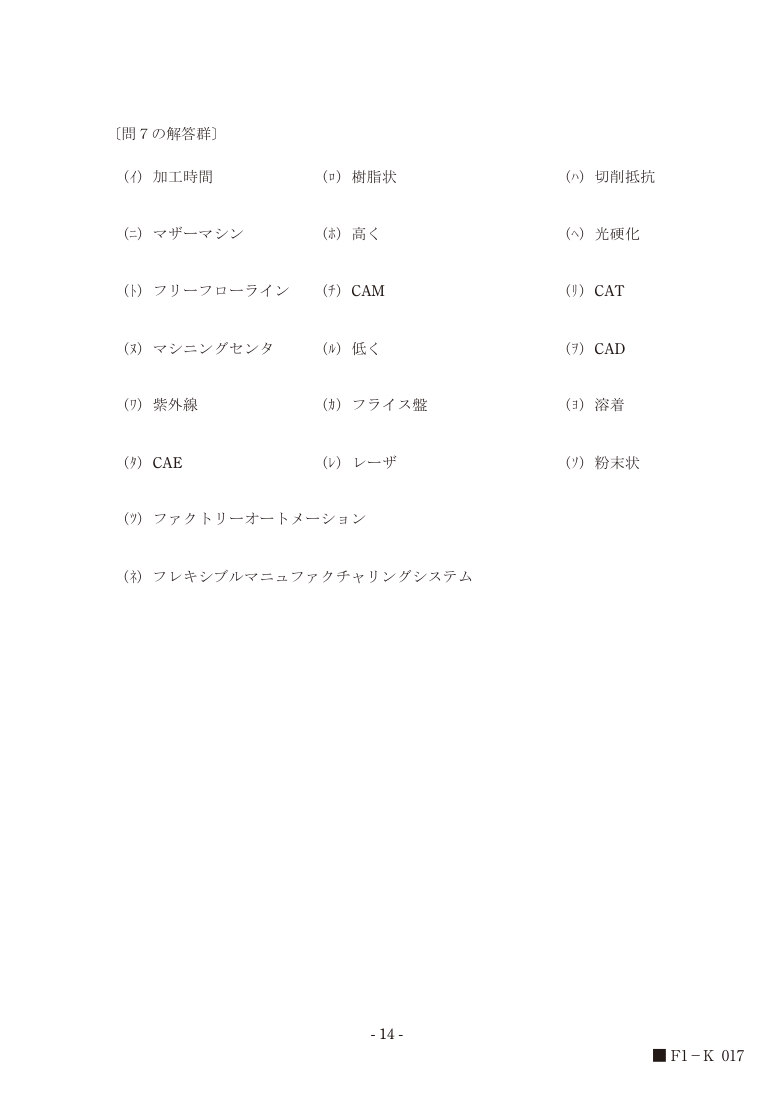 〔問７の解答群〕
(ｲ) 加工時間 (ﾛ) 樹脂状 (ﾊ) 切削抵抗
(ﾆ) マザーマシン (ﾎ) 高く (ﾍ) 光硬化
(ﾄ) フリーフローライン (ﾁ) CAM (ﾘ) CAT
(ﾇ) マシニングセンタ (ﾙ) 低く (ｦ) CAD
(ﾜ) 紫外線 (ｶ) フライス盤 (ﾖ) 溶着
(ﾀ) CAE (ﾚ) レーザ (ｿ) 粉末状
(ﾂ) ファクトリーオートメーション
(ﾈ) フレキシブルマニュファクチャリングシステム
- 14 -
■ F1－K 017